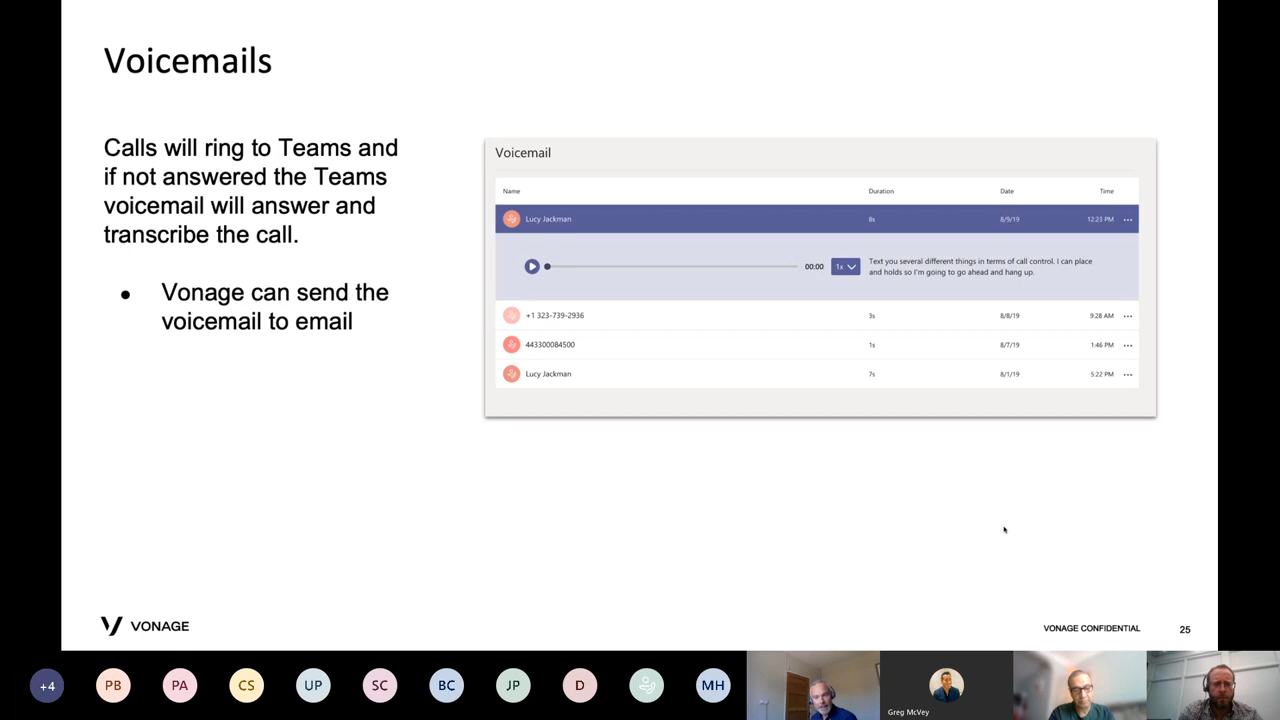 Voicemails
Calls will ring to Teams and
if not answered the Teams
voicemail will answer and
transcribe the call.
● Vonage can send the
voicemail to email
Voicemail
Name Duration Date Time
Lucy Jackman 8s 8/9/19 12:23 PM ...
00:00 1x
Text you several different things in terms of call control. I can place
and holds so I'm going to go ahead and hang up.
+1 323-739-2936 3s 8/8/19 9:28 AM ...
443300084500 1s 8/7/19 1:46 PM ...
Lucy Jackman 7s 8/1/19 5:22 PM ...
VONAGE
VONAGE CONFIDENTIAL 25
+4 PB PA CS UP SC BC JP D MH
Greg McVey